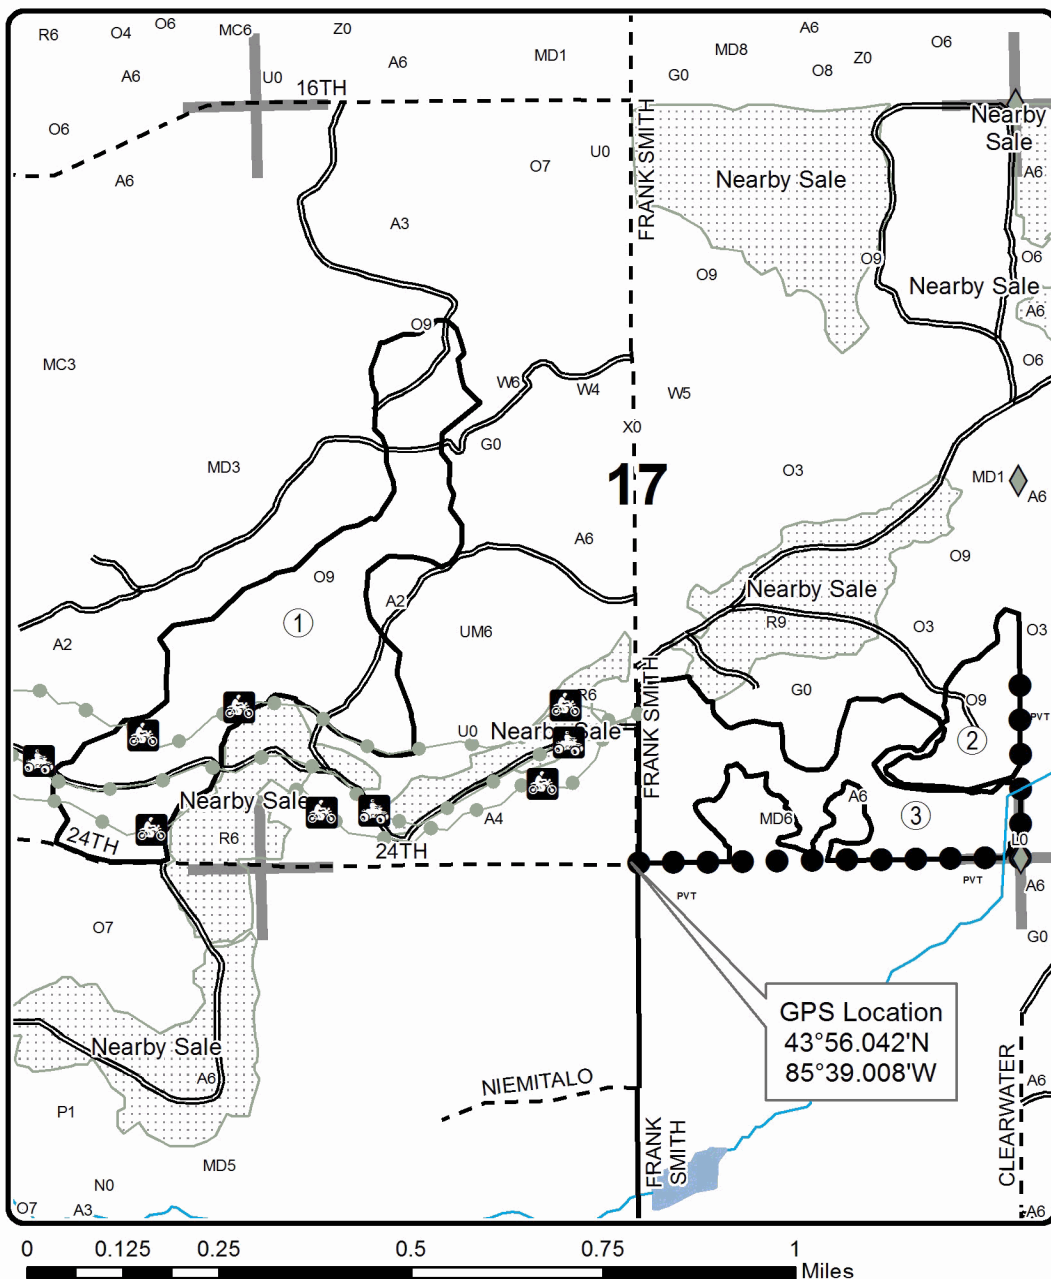 R6
O4
O6
MC6
Z0
A6
MD1
MD8
A6
Z0
O6
A6
U0
16TH
G0
O8
O6
Nearby
Sale
A6
O7
U0
FRANK SMITH
Nearby Sale
A6
A3
O9
O9
O6
Nearby Sale
A6
O9
MC3
W6
W4
W5
O6
MD3
G0
X0
17
O3
MD1
A6
A6
O9
O9
A2
1
UM6
Nearby Sale
R9
O3
O3
A2
R6
FRANK SMITH
G0
O9
PVT
2
U0
Nearby Sale
Nearby Sale
A4
MD6
A6
3
24TH
R6
24TH
L0
PVT
PVT
A6
O7
G0
GPS Location
43°56.042'N
85°39.008'W
Nearby Sale
A6
NIEMITALO
CLEARWATER
A6
P1
FRANK
SMITH
MD5
N0
O7
A3
A6
0
0.125
0.25
0.5
0.75
1
Miles